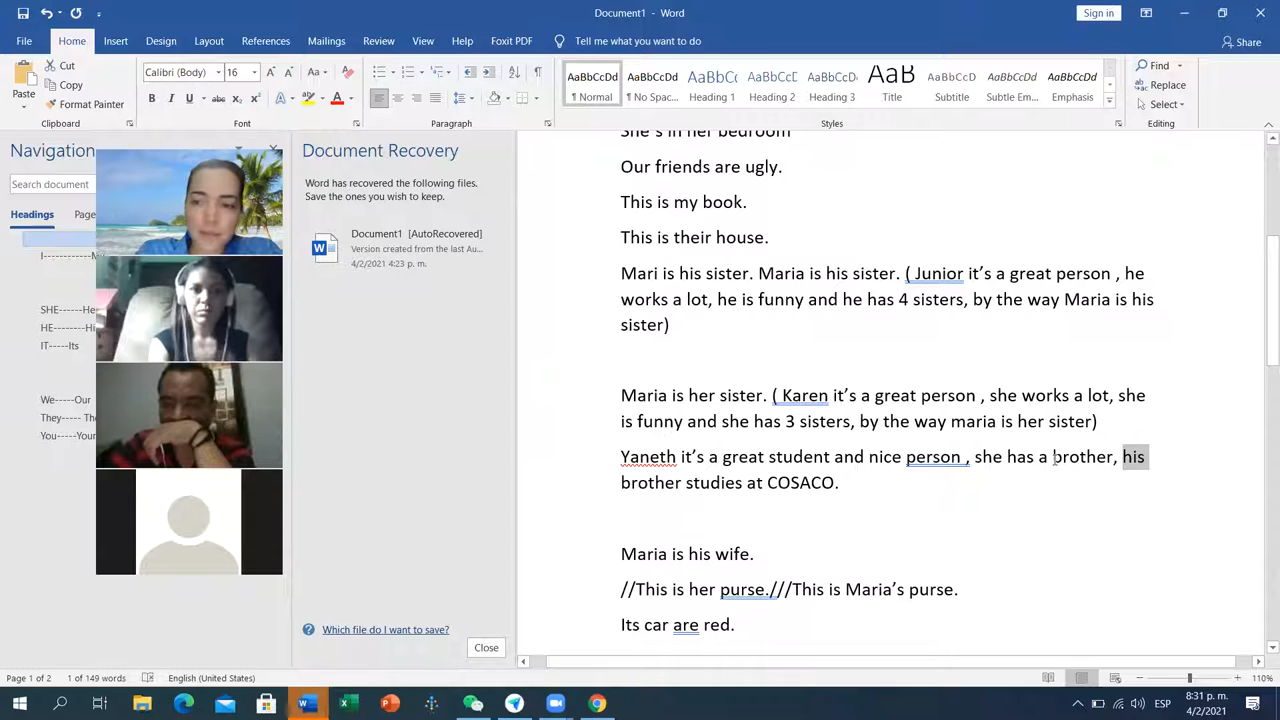 Document1 - Word
Sign in
File Home Insert Design Layout References Mailings Review View Help Foxit PDF Tell me what you want to do Share
Paste
Cut
Copy
Format Painter
Clipboard
Calibri (Body) 16
Font
Paragraph
AaBbCcDd AaBbCcDd AaBbCc AaBbCcD AaBbCcD AaB AaBbCcD AaBbCcDd AaBbCcDd
¶ Normal ¶ No Spac... Heading 1 Heading 2 Heading 3 Title Subtitle Subtle Em... Emphasis
Styles
Find
Replace
Select
Editing
Navigation
Search document
Headings Page
I-------------My
SHE------Her
HE-------Hi
IT-----Its
We----Our
They---- Th
You-----Your
Document Recovery
Word has recovered the following files.
Save the ones you wish to keep.
Document1 [AutoRecovered]
Version created from the last Au...
4/2/2021 4:23 p. m.
Which file do I want to save?
Close
She's in her bedroom
Our friends are ugly.
This is my book.
This is their house.
Mari is his sister. Maria is his sister. ( Junior it's a great person , he
works a lot, he is funny and he has 4 sisters, by the way Maria is his
sister)
Maria is her sister. ( Karen it's a great person , she works a lot, she
is funny and she has 3 sisters, by the way maria is her sister)
Yaneth it's a great student and nice person , she has a brother, his
brother studies at COSACO.
Maria is his wife.
//This is her purse.///This is Maria's purse.
Its car are red.
Page 1 of 2 1 of 149 words English (United States) 110%
8:31 p. m.
4/2/2021